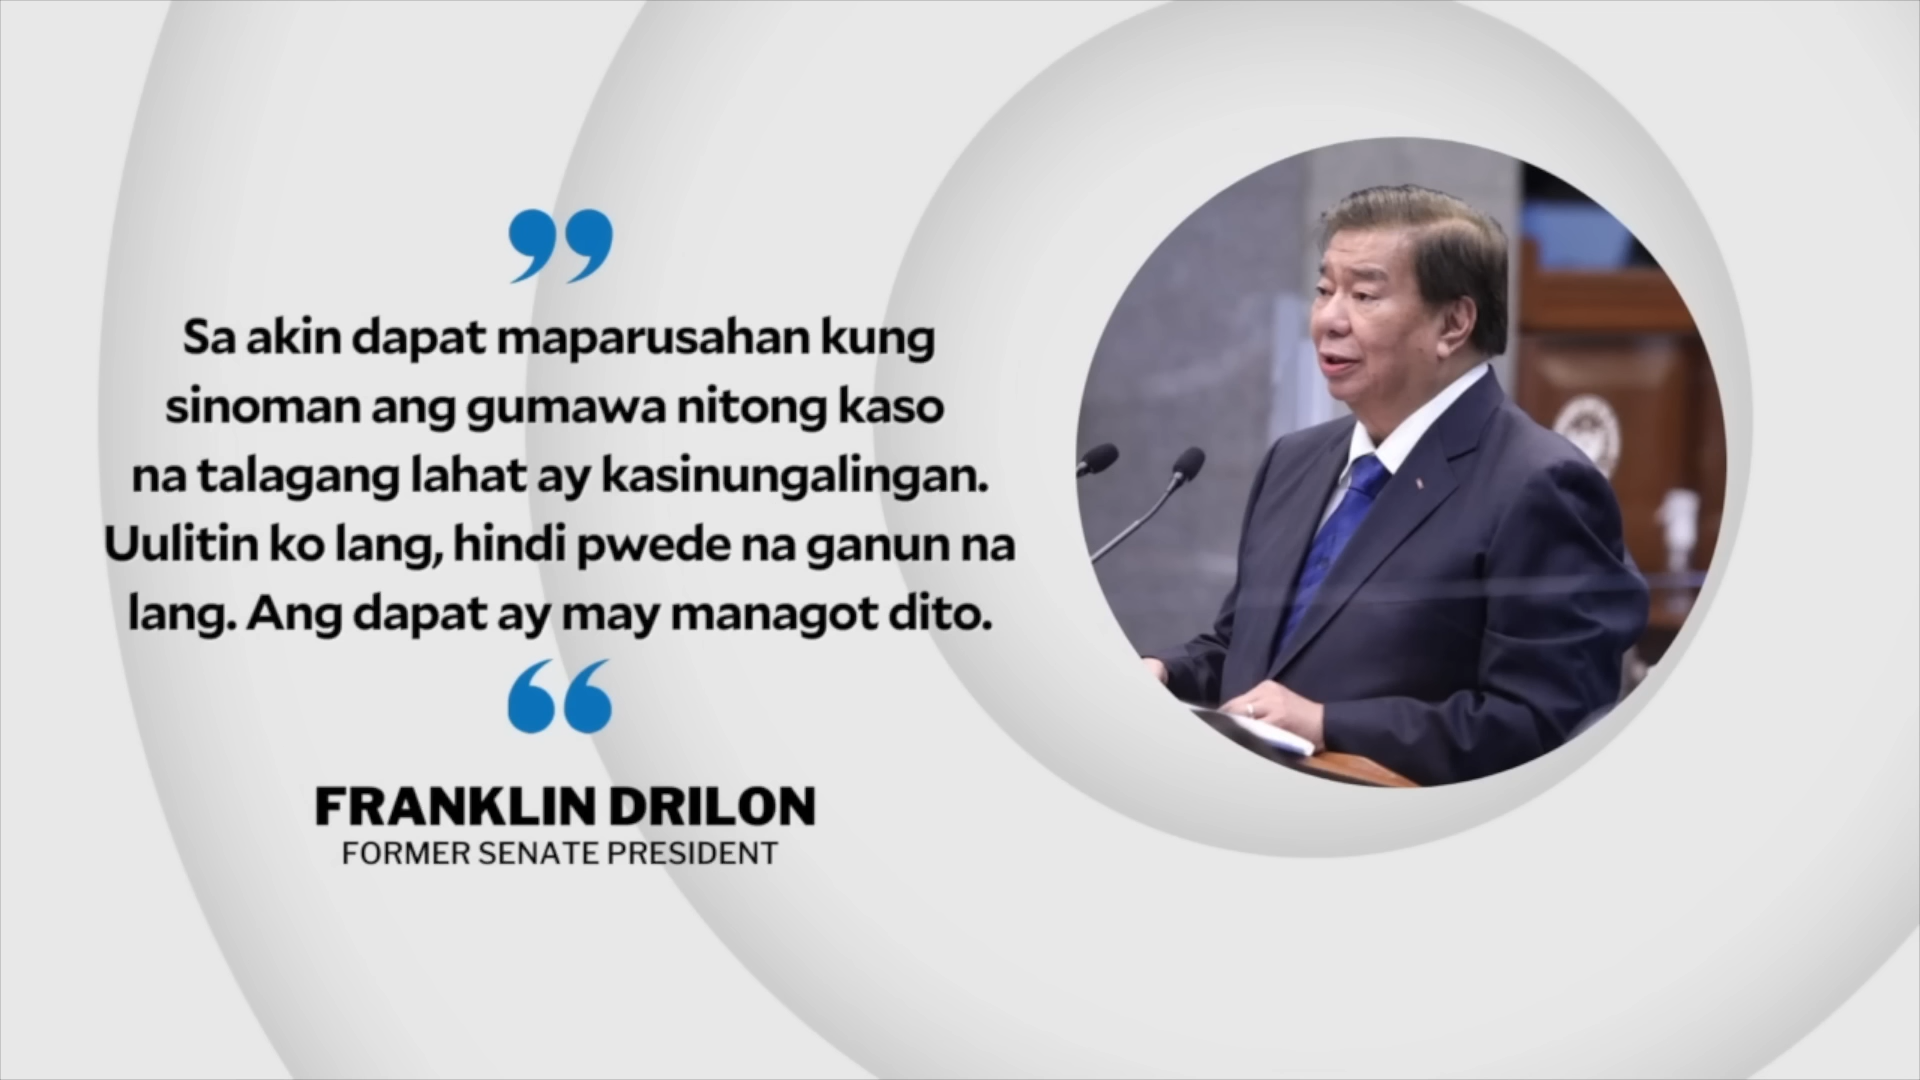 ”
Sa akin dapat maparusahan kung
sinoman ang gumawa nitong kaso
na talagang lahat ay kasinungalingan.
Uulitin ko lang, hindi pwede na ganun na
lang. Ang dapat ay may managot dito.
“
FRANKLIN DRILON
FORMER SENATE PRESIDENT